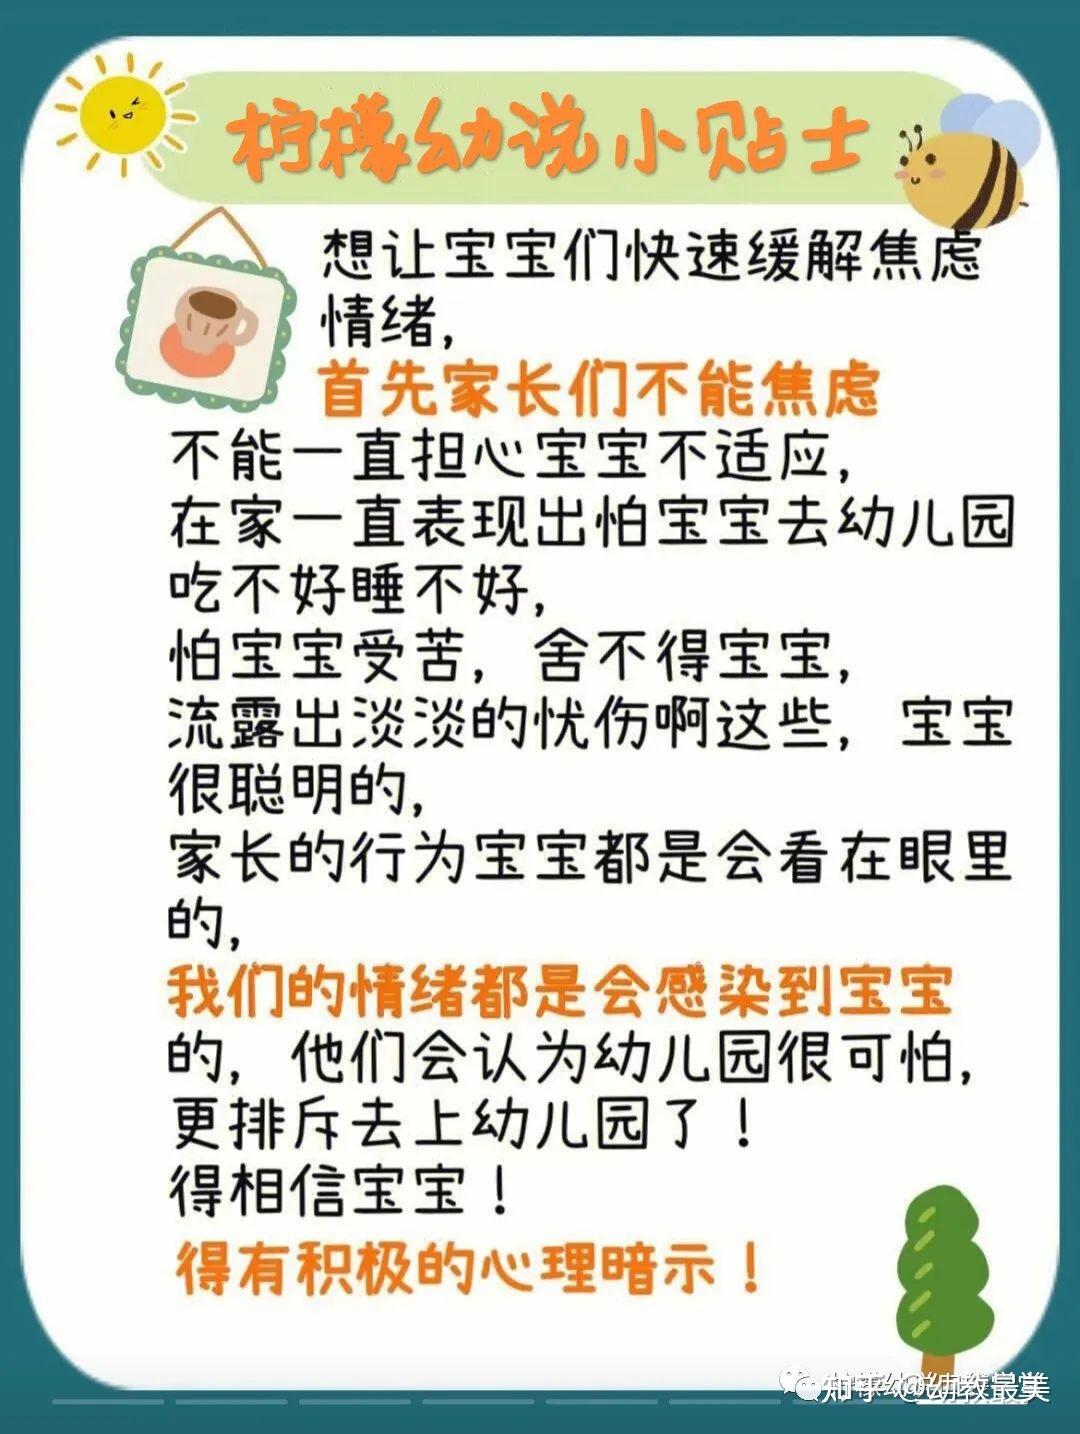 柠檬幼说小贴士
想让宝宝们快速缓解焦虑
情绪,
首先家长们不能焦虑
不能一直担心宝宝不适应,
在家一直表现出怕宝宝去幼儿园
吃不好睡不好,
怕宝宝受苦, 舍不得宝宝,
流露出淡淡的忧伤啊这些, 宝宝
很聪明的,
家长的行为宝宝都是会看在眼里
的,
我们的情绪都是会感染到宝宝
的, 他们会认为幼儿园很可怕,
更排斥去上幼儿园了!
得相信宝宝!
得有积极的心理暗示!
知乎 @幼教最美